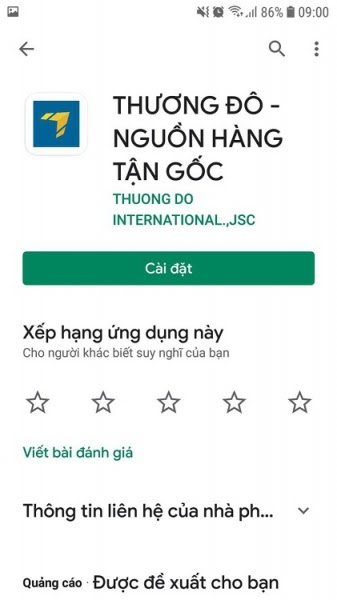 86% 09:00
THƯƠNG ĐÔ -
NGUỒN HÀNG
TẬN GỐC
THUONG DO
INTERNATIONAL.,JSC
Cài đặt
Xếp hạng ứng dụng này
Cho người khác biết suy nghĩ của bạn
Viết bài đánh giá
Thông tin liên hệ của nhà ph...
Quảng cáo · Được đề xuất cho bạn